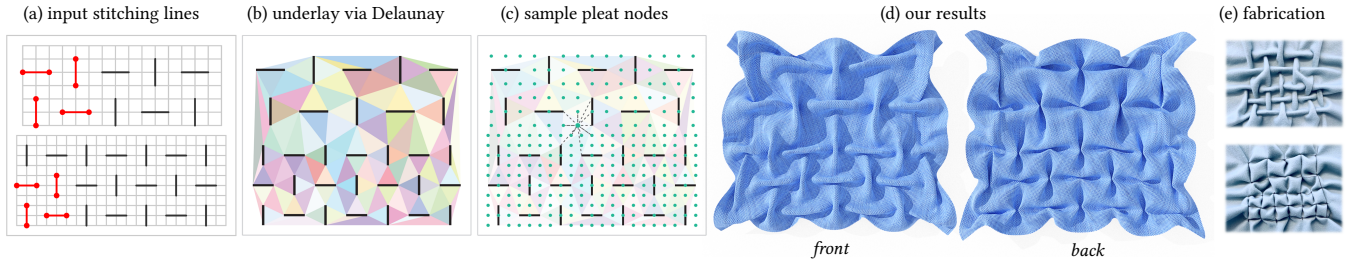 (a) input stitching lines
(b) underlay via Delaunay
(c) sample pleat nodes
(d) our results
(e) fabrication
front
back